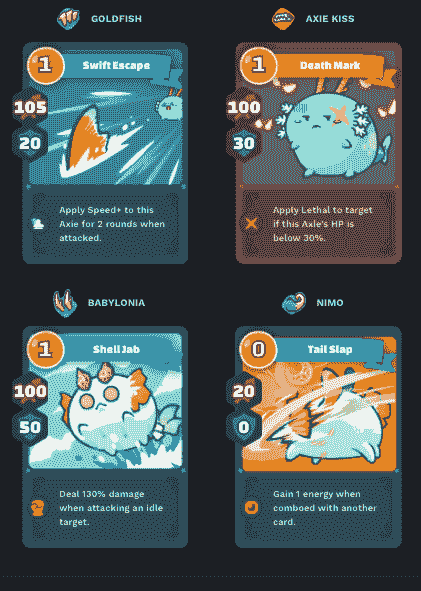 GOLDFISH
AXIE KISS
1
Swift Escape
105
20
Apply Speed+ to this
Axie for 2 rounds when
attacked.
1
Death Mark
100
30
Apply Lethal to target
if this Axie's HP is
below 30%.
BABYLONIA
NIMO
1
Shell Jab
100
50
Deal 130% damage
when attacking an idle
target.
0
Tail Slap
20
0
Gain 1 energy when
comboed with another
card.